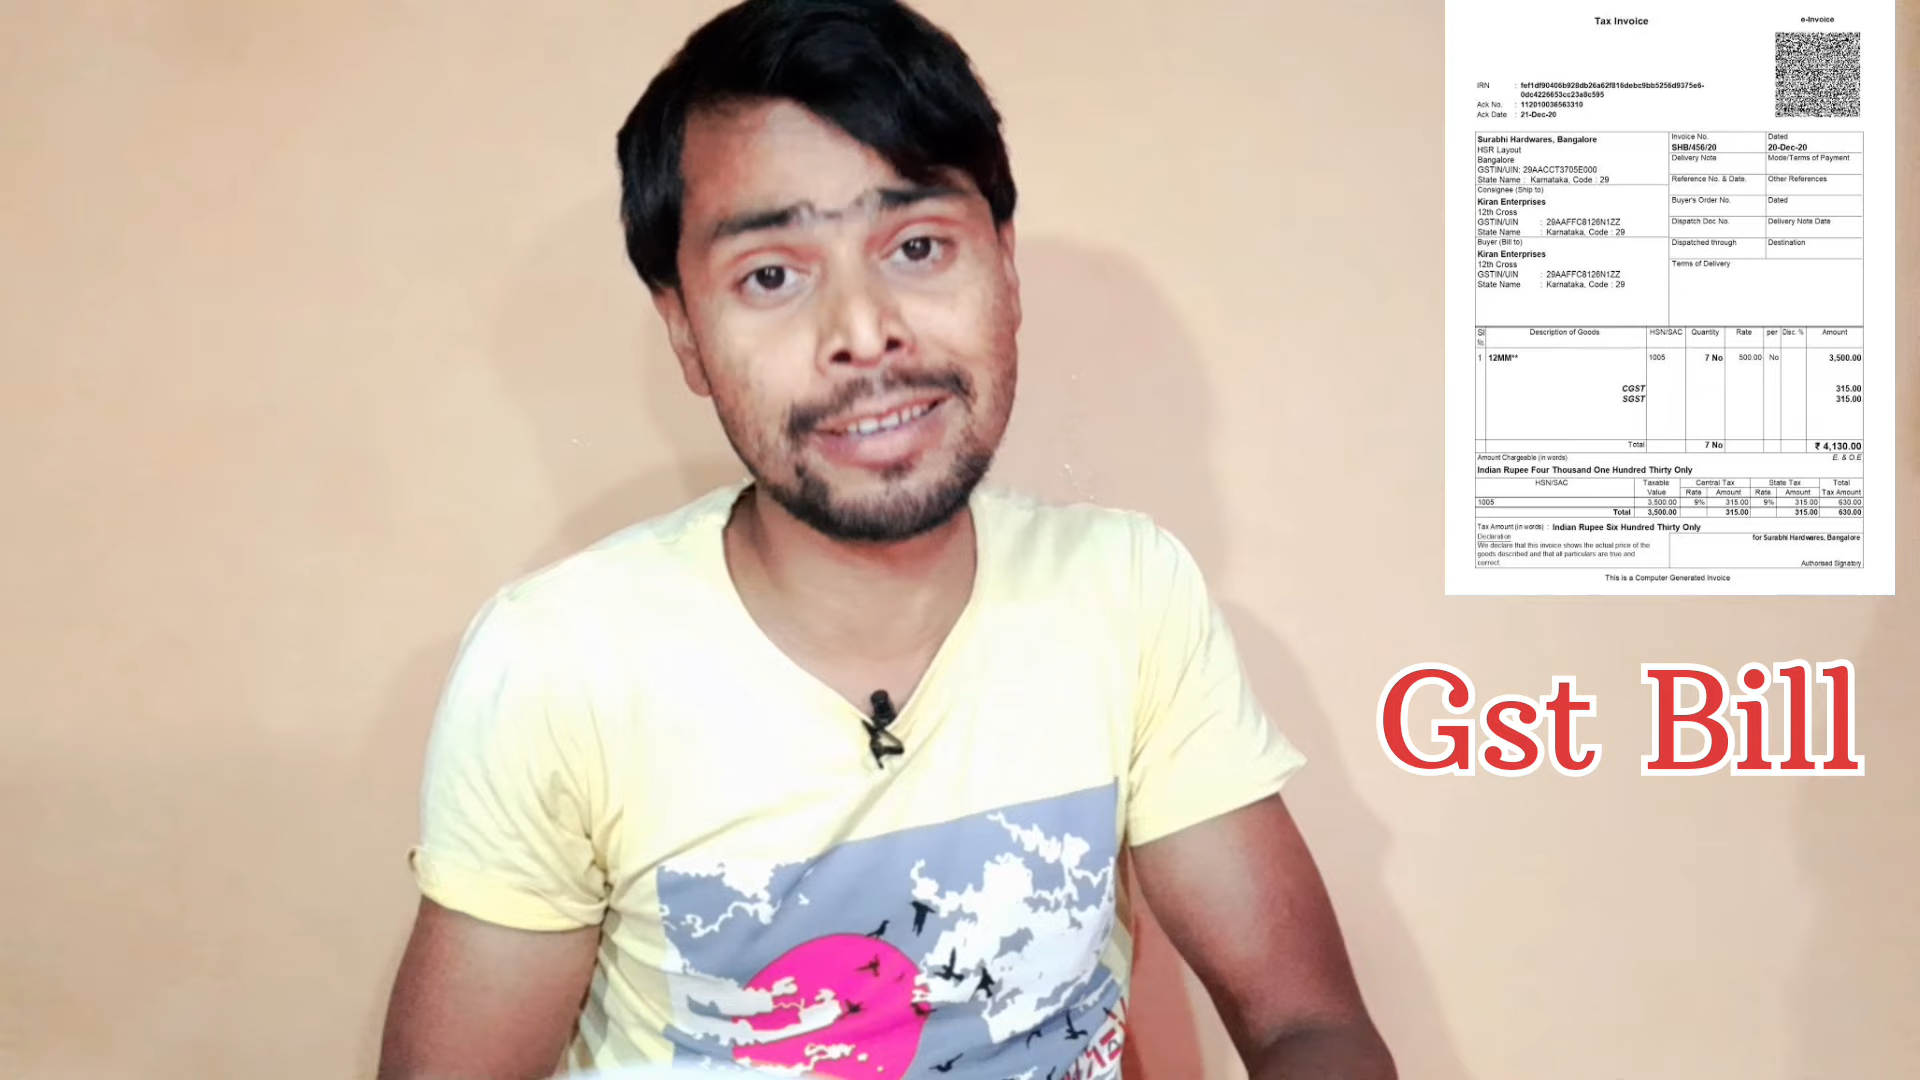 Tax Invoice
e-Invoice
IRN : fef1df90406b928db26a62f816debc9bb5256d9375e6-
0dc4226653cc23a8c595
Ack No. : 112010036563310
Ack Date : 21-Dec-20
Surabhi Hardwares, Bangalore
HSR Layout
Bangalore
GSTIN/UIN: 29AACCT3705E000
State Name : Karnataka, Code : 29
Invoice No.
SHB/456/20
Dated
20-Dec-20
Delivery Note
Mode/Terms of Payment
Reference No. & Date.
Other References
Consignee (Ship to)
Kiran Enterprises
12th Cross
GSTIN/UIN : 29AAFFC8126N1ZZ
State Name : Karnataka, Code : 29
Buyer's Order No.
Dated
Dispatch Doc No.
Delivery Note Date
Dispatched through
Destination
Buyer (Bill to)
Kiran Enterprises
12th Cross
GSTIN/UIN : 29AAFFC8126N1ZZ
State Name : Karnataka, Code : 29
Terms of Delivery
Sl No. Description of Goods HSN/SAC Quantity Rate per Disc. % Amount
1 12MM** 1005 7 No 500.00 No 3,500.00
CGST 315.00
SGST 315.00
Total 7 No ₹ 4,130.00
Amount Chargeable (in words) E. & O.E
Indian Rupee Four Thousand One Hundred Thirty Only
HSN/SAC Taxable Value Central Tax State Tax Total Tax Amount
Rate Amount Rate Amount
1005 3,500.00 9% 315.00 9% 315.00 630.00
Total 3,500.00 315.00 315.00 630.00
Tax Amount (in words) : Indian Rupee Six Hundred Thirty Only
Declaration
We declare that this invoice shows the actual price of the
goods described and that all particulars are true and
correct.
for Surabhi Hardwares, Bangalore
Authorised Signatory
This is a Computer Generated Invoice
Gst Bill